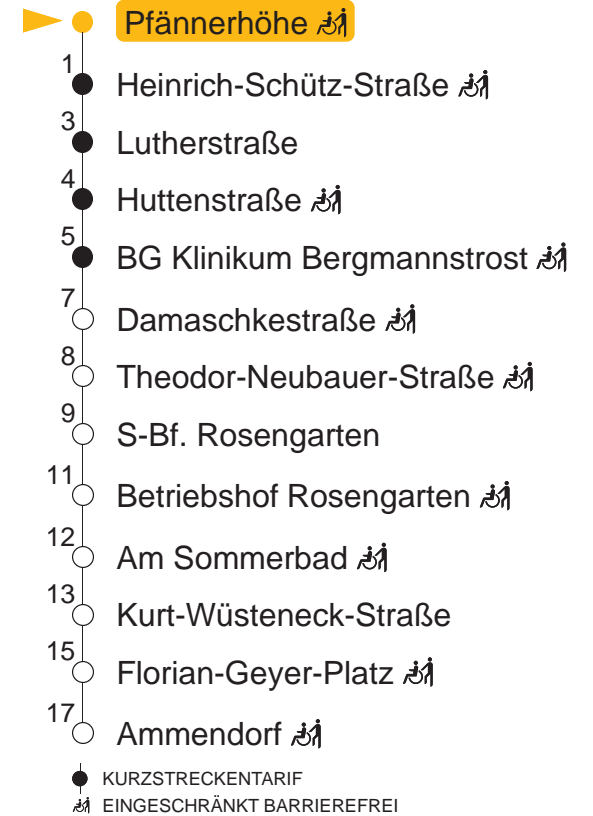 Pfännerhöhe
1
Heinrich-Schütz-Straße
3
Lutherstraße
4
Huttenstraße
5
BG Klinikum Bergmannstrost
7
Damaschkestraße
8
Theodor-Neubauer-Straße
9
S-Bf. Rosengarten
11
Betriebshof Rosengarten
12
Am Sommerbad
13
Kurt-Wüsteneck-Straße
15
Florian-Geyer-Platz
17
Ammendorf
KURZSTRECKENTARIF
EINGESCHRÄNKT BARRIEREFREI